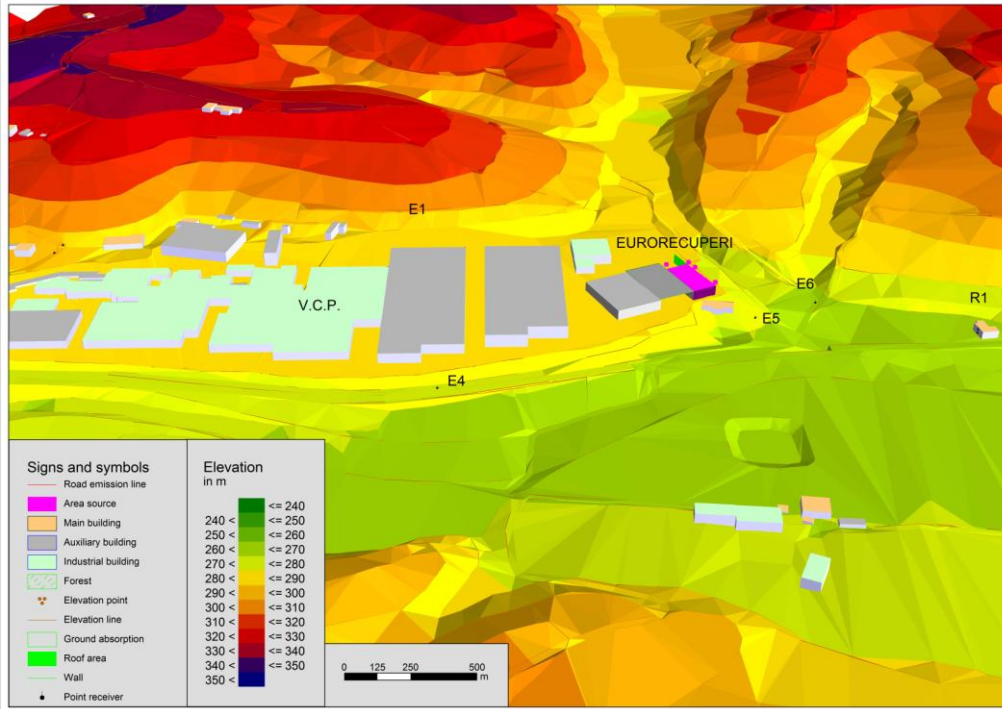 E1
EURORECUPERI
E6
R1
V.C.P.
E5
E4
Signs and symbols
Road emission line
Area source
Main building
Auxiliary building
Industrial building
Forest
Elevation point
Elevation line
Ground absorption
Roof area
Wall
Point receiver
Elevation
in m
<= 240
240 < <= 250
250 < <= 260
260 < <= 270
270 < <= 280
280 < <= 290
290 < <= 300
300 < <= 310
310 < <= 320
320 < <= 330
330 < <= 340
340 < <= 350
350 <
0 125 250 500
m